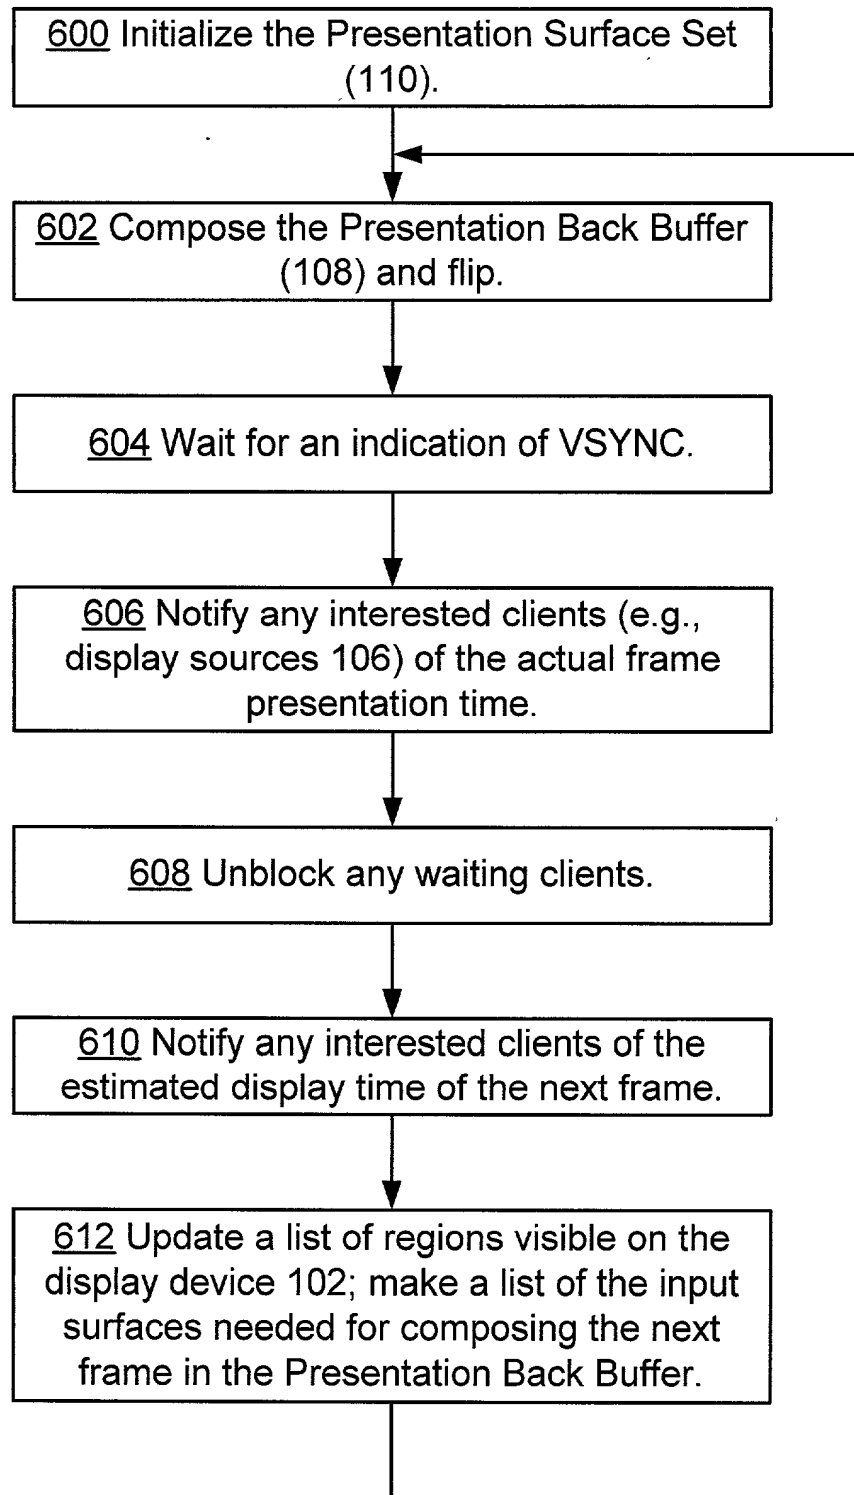 600 Initialize the Presentation Surface Set
(110).
602 Compose the Presentation Back Buffer
(108) and flip.
604 Wait for an indication of VSYNC.
606 Notify any interested clients (e.g.,
display sources 106) of the actual frame
presentation time.
608 Unblock any waiting clients.
610 Notify any interested clients of the
estimated display time of the next frame.
612 Update a list of regions visible on the
display device 102; make a list of the input
surfaces needed for composing the next
frame in the Presentation Back Buffer.